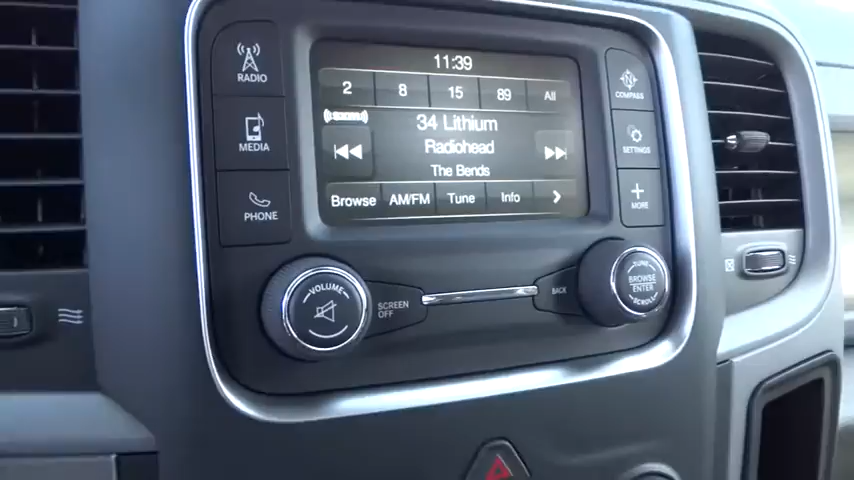 11:39
2 8 15 89 All
34 Lithium
Radiohead
The Bends
Browse AM/FM Tune Info
RADIO
MEDIA
PHONE
COMPASS
SETTINGS
MORE
VOLUME
SCREEN OFF
BACK
TUNE
BROWSE
ENTER
SCROLL